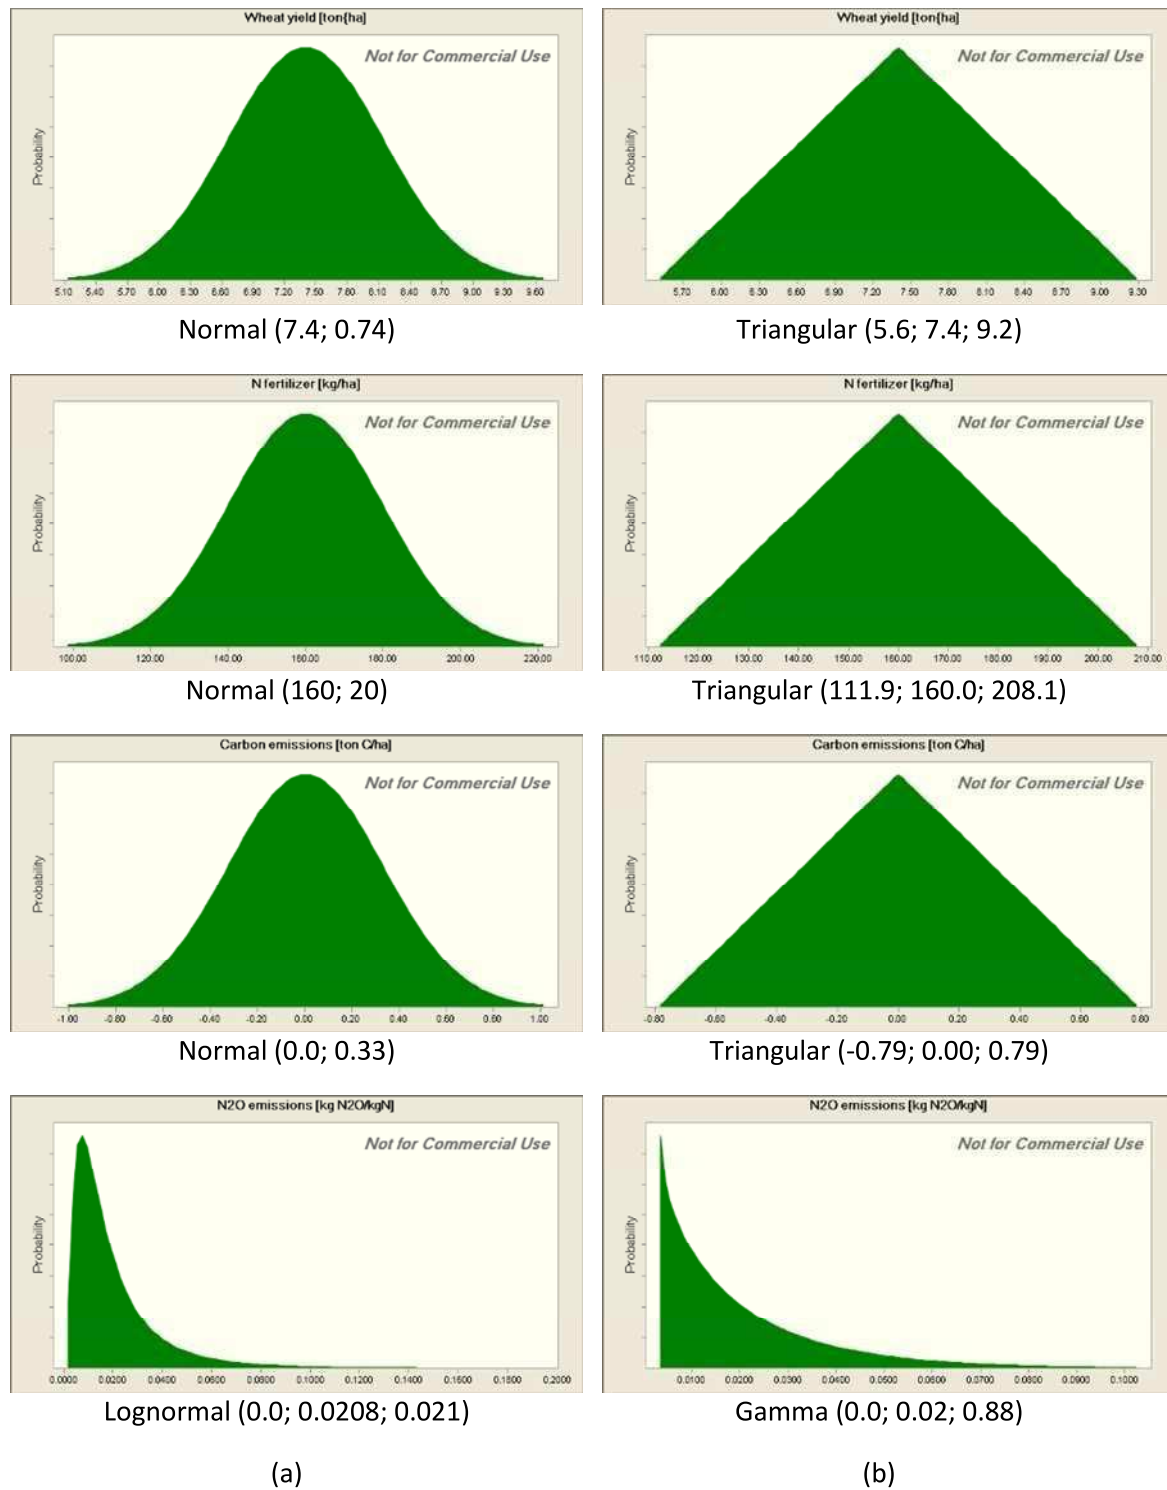 Wheat yield [ton{ha]
Not for Commercial Use
Probability
5.10 5.40 5.70 6.00 6.30 6.60 6.90 7.20 7.50 7.80 8.10 8.40 8.70 9.00 9.30 9.60
Normal (7.4; 0.74)
Wheat yield [ton{ha]
Not for Commercial Use
Probability
5.70 6.00 6.30 6.60 6.90 7.20 7.50 7.80 8.10 8.40 8.70 9.00 9.30
Triangular (5.6; 7.4; 9.2)
N fertilizer [kg/ha]
Not for Commercial Use
Probability
100.00 120.00 140.00 160.00 180.00 200.00 220.00
Normal (160; 20)
N fertilizer [kg/ha]
Not for Commercial Use
Probability
110.00 120.00 130.00 140.00 150.00 160.00 170.00 180.00 190.00 200.00 210.00
Triangular (111.9; 160.0; 208.1)
Carbon emissions [ton C/ha]
Not for Commercial Use
Probability
-1.00 -0.80 -0.60 -0.40 -0.20 0.00 0.20 0.40 0.60 0.80 1.00
Normal (0.0; 0.33)
Carbon emissions [ton C/ha]
Not for Commercial Use
Probability
-0.80 -0.60 -0.40 -0.20 0.00 0.20 0.40 0.60 0.80
Triangular (-0.79; 0.00; 0.79)
N2O emissions [kg N2O/kgN]
Not for Commercial Use
Probability
0.0000 0.0200 0.0400 0.0600 0.0800 0.1000 0.1200 0.1400 0.1600 0.1800 0.2000
Lognormal (0.0; 0.0208; 0.021)
N2O emissions [kg N2O/kgN]
Not for Commercial Use
Probability
0.0100 0.0200 0.0300 0.0400 0.0500 0.0600 0.0700 0.0800 0.0900 0.1000
Gamma (0.0; 0.02; 0.88)
(a)
(b)